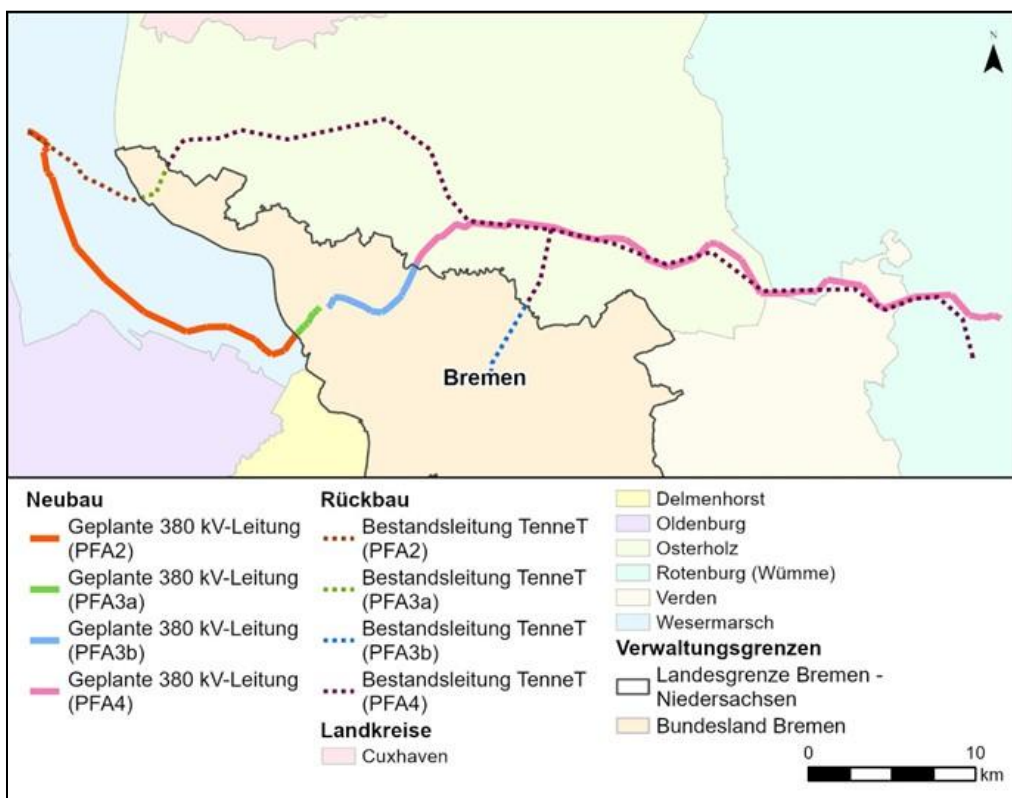 N
Bremen
Neubau
Geplante 380 kV-Leitung
(PFA2)
Geplante 380 kV-Leitung
(PFA3a)
Geplante 380 kV-Leitung
(PFA3b)
Geplante 380 kV-Leitung
(PFA4)
Rückbau
Bestandsleitung TenneT
(PFA2)
Bestandsleitung TenneT
(PFA3a)
Bestandsleitung TenneT
(PFA3b)
Bestandsleitung TenneT
(PFA4)
Landkreise
Cuxhaven
Delmenhorst
Oldenburg
Osterholz
Rotenburg (Wümme)
Verden
Wesermarsch
Verwaltungsgrenzen
Landesgrenze Bremen -
Niedersachsen
Bundesland Bremen
0 10
km